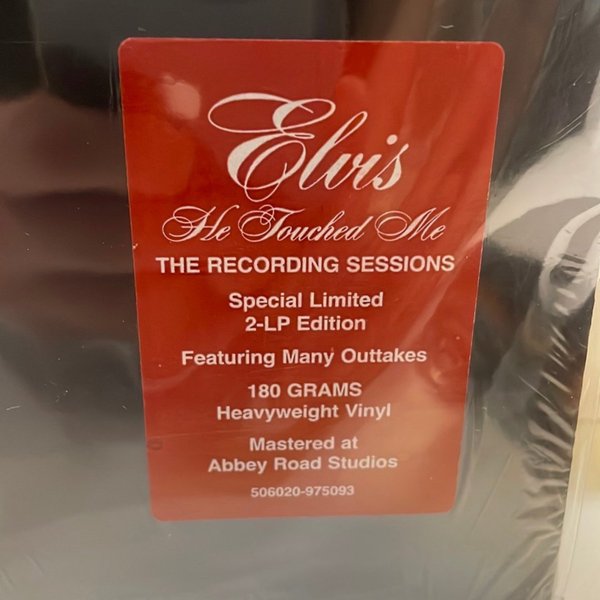 Elvis
He Touched Me
THE RECORDING SESSIONS
Special Limited
2-LP Edition
Featuring Many Outtakes
180 GRAMS
Heavyweight Vinyl
Mastered at
Abbey Road Studios
506020-975093